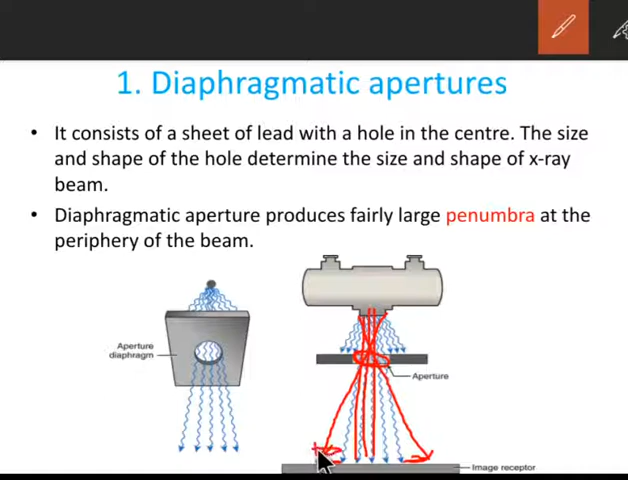 1. Diaphragmatic apertures
• It consists of a sheet of lead with a hole in the centre. The size
and shape of the hole determine the size and shape of x-ray
beam.
• Diaphragmatic aperture produces fairly large penumbra at the
periphery of the beam.
Aperture
diaphragm
Aperture
Image receptor